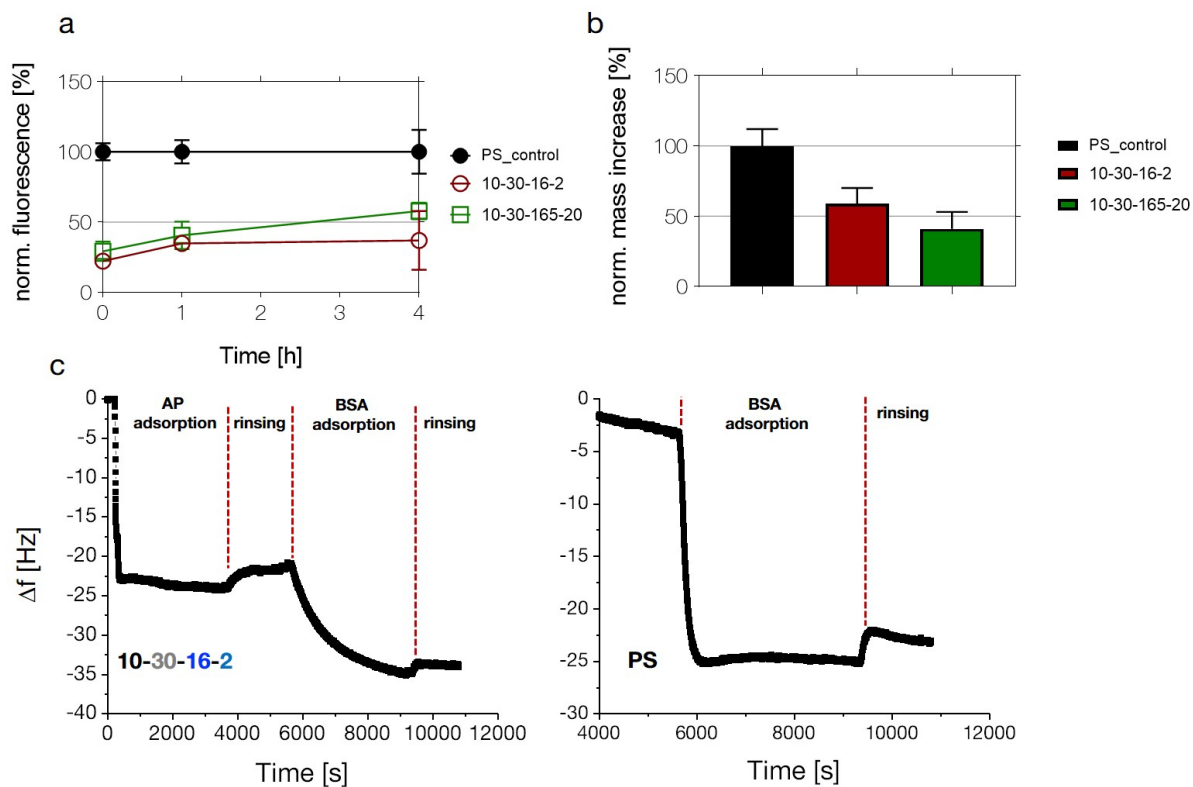 a
norm. fluorescence [%]
150
100
50
0
0 1 2 3 4
Time [h]
PS_control
10-30-16-2
10-30-165-20
b
norm. mass increase [%]
150
100
50
0
PS_control
10-30-16-2
10-30-165-20
c
Δf [Hz]
0
-5
-10
-15
-20
-25
-30
-35
-40
AP
adsorption
rinsing
BSA
adsorption
rinsing
10-30-16-2
0 2000 4000 6000 8000 10000 12000
Time [s]
0
-5
-10
-15
-20
-25
-30
BSA
adsorption
rinsing
PS
4000 6000 8000 10000 12000
Time [s]